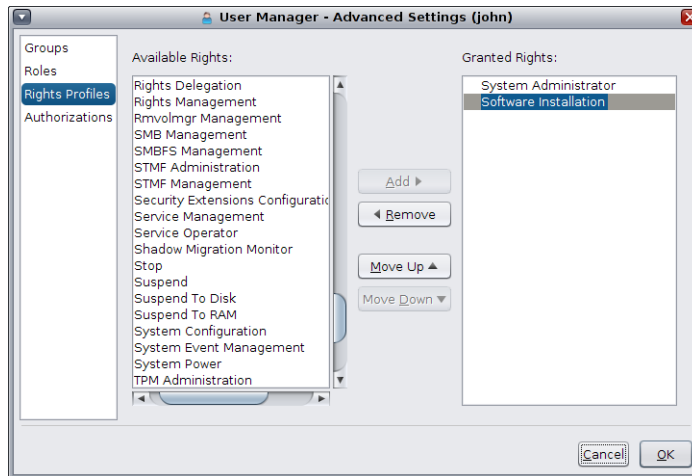 User Manager - Advanced Settings (john)
Groups
Roles
Rights Profiles
Authorizations
Available Rights:
Rights Delegation
Rights Management
Rmvolmgr Management
SMB Management
SMBFS Management
STMF Administration
STMF Management
Security Extensions Configuratic
Service Management
Service Operator
Shadow Migration Monitor
Stop
Suspend
Suspend To Disk
Suspend To RAM
System Configuration
System Event Management
System Power
TPM Administration
Add
Remove
Move Up
Move Down
Granted Rights:
System Administrator
Software Installation
Cancel
OK